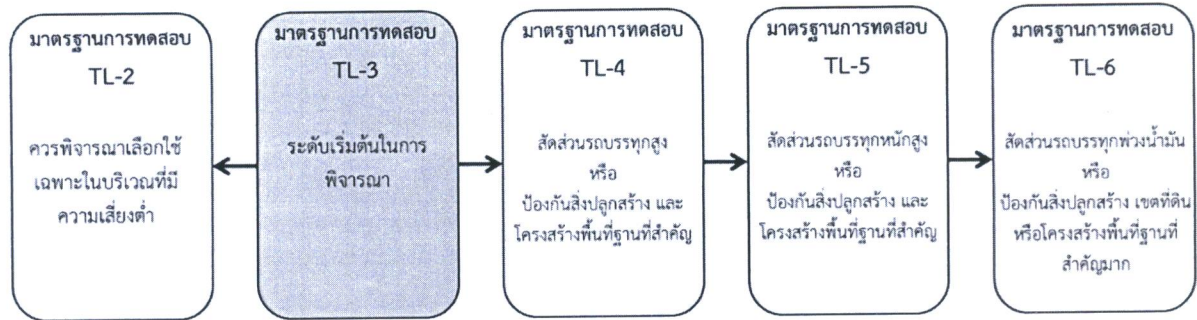 มาตรฐานการทดสอบ
TL-2
ควรพิจารณาเลือกใช้
เฉพาะในบริเวณที่มี
ความเสี่ยงต่ำ
มาตรฐานการทดสอบ
TL-3
ระดับเริ่มต้นในการ
พิจารณา
มาตรฐานการทดสอบ
TL-4
สัดส่วนรถบรรทุกสูง
หรือ
ป้องกันสิ่งปลูกสร้าง และ
โครงสร้างพื้นที่ฐานที่สำคัญ
มาตรฐานการทดสอบ
TL-5
สัดส่วนรถบรรทุกหนักสูง
หรือ
ป้องกันสิ่งปลูกสร้าง และ
โครงสร้างพื้นที่ฐานที่สำคัญ
มาตรฐานการทดสอบ
TL-6
สัดส่วนรถบรรทุกพ่วงน้ำมัน
หรือ
ป้องกันสิ่งปลูกสร้าง เขตที่ดิน
หรือโครงสร้างพื้นที่ฐานที่
สำคัญมาก